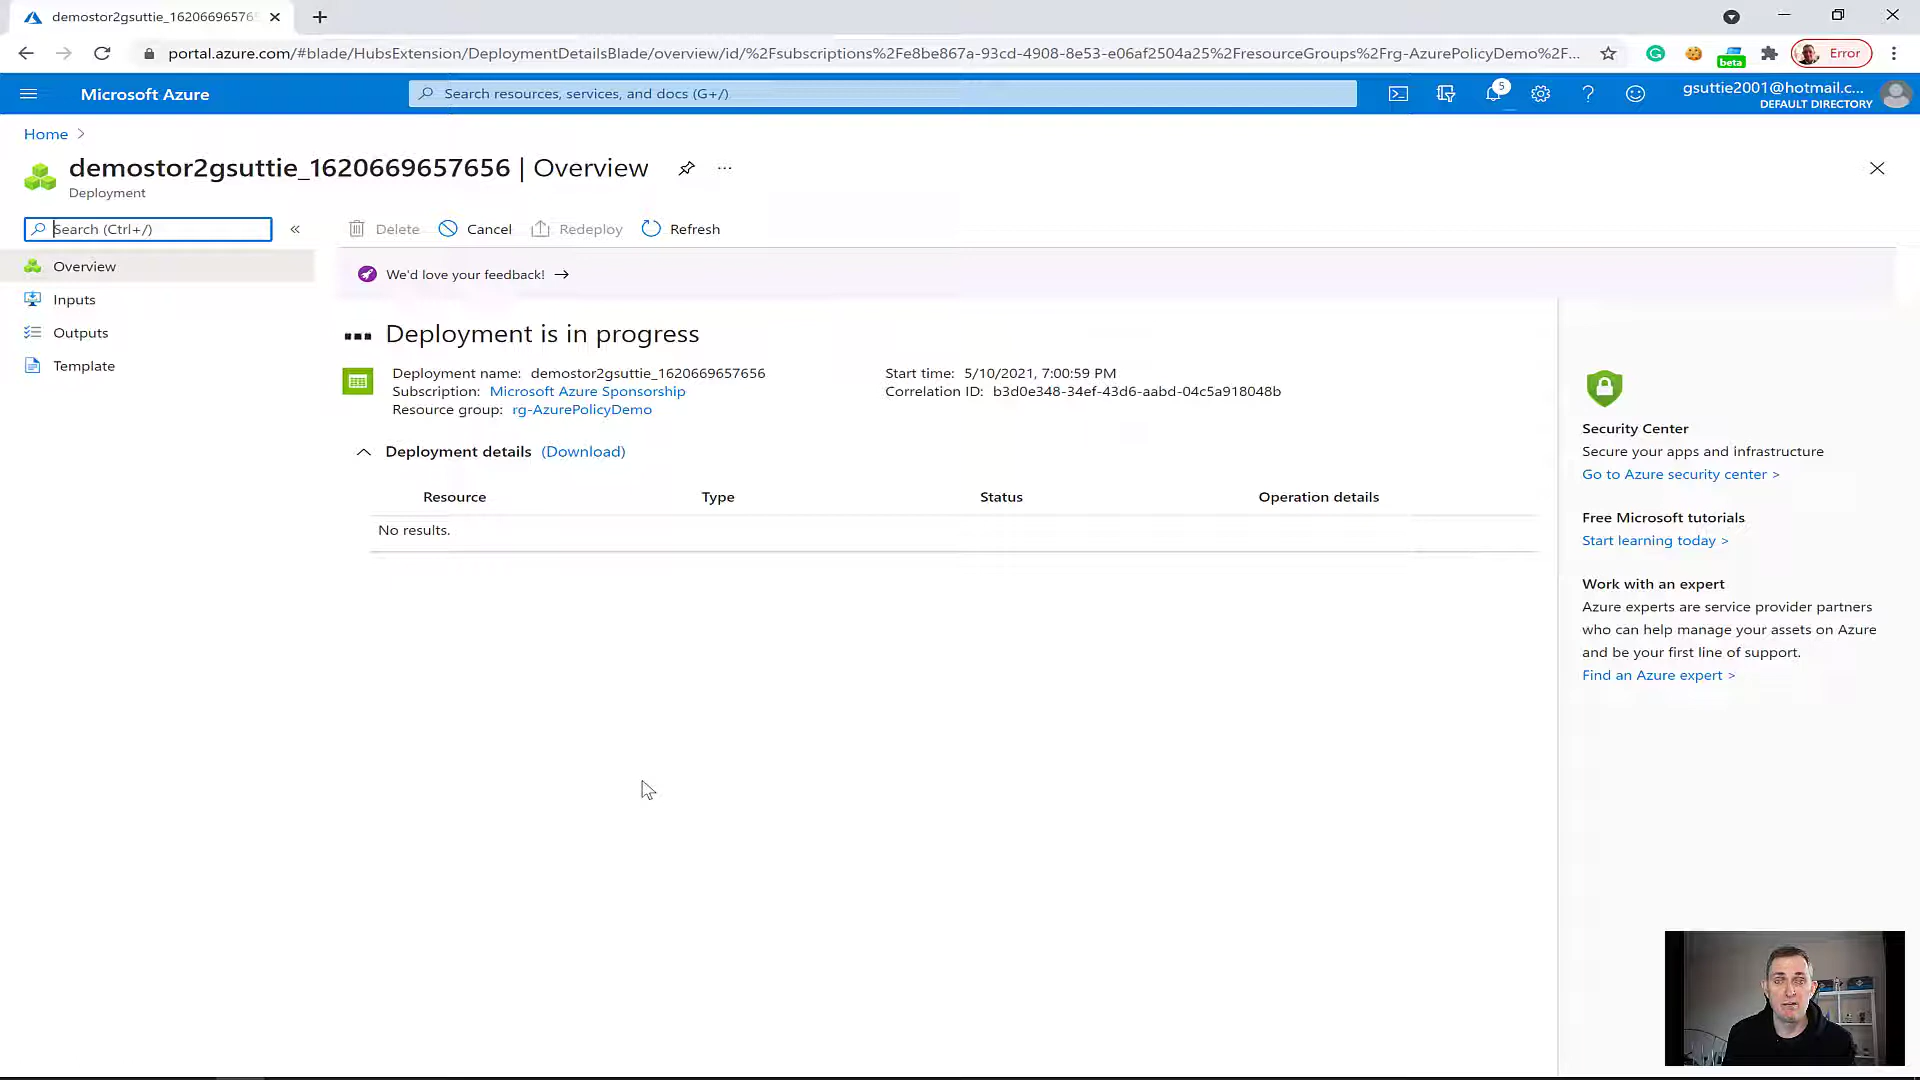 demostor2gsuttie_162066965765
portal.azure.com/#blade/HubsExtension/DeploymentDetailsBlade/overview/id/%2Fsubscriptions%2Fe8be867a-93cd-4908-8e53-e06af2504a25%2FresourceGroups%2Frg-AzurePolicyDemo%2F...
beta
Error
Microsoft Azure
Search resources, services, and docs (G+/)
5
gsuttie2001@hotmail.c...
DEFAULT DIRECTORY
Home >
demostor2gsuttie_1620669657656 | Overview
Deployment
Search (Ctrl+/)
«
Delete
Cancel
Redeploy
Refresh
Overview
Inputs
Outputs
Template
We'd love your feedback! →
Deployment is in progress
Deployment name: demostor2gsuttie_1620669657656
Subscription: Microsoft Azure Sponsorship
Resource group: rg-AzurePolicyDemo
Start time: 5/10/2021, 7:00:59 PM
Correlation ID: b3d0e348-34ef-43d6-aabd-04c5a918048b
Deployment details (Download)
Resource Type Status Operation details
No results.
Security Center
Secure your apps and infrastructure
Go to Azure security center >
Free Microsoft tutorials
Start learning today >
Work with an expert
Azure experts are service provider partners
who can help manage your assets on Azure
and be your first line of support.
Find an Azure expert >